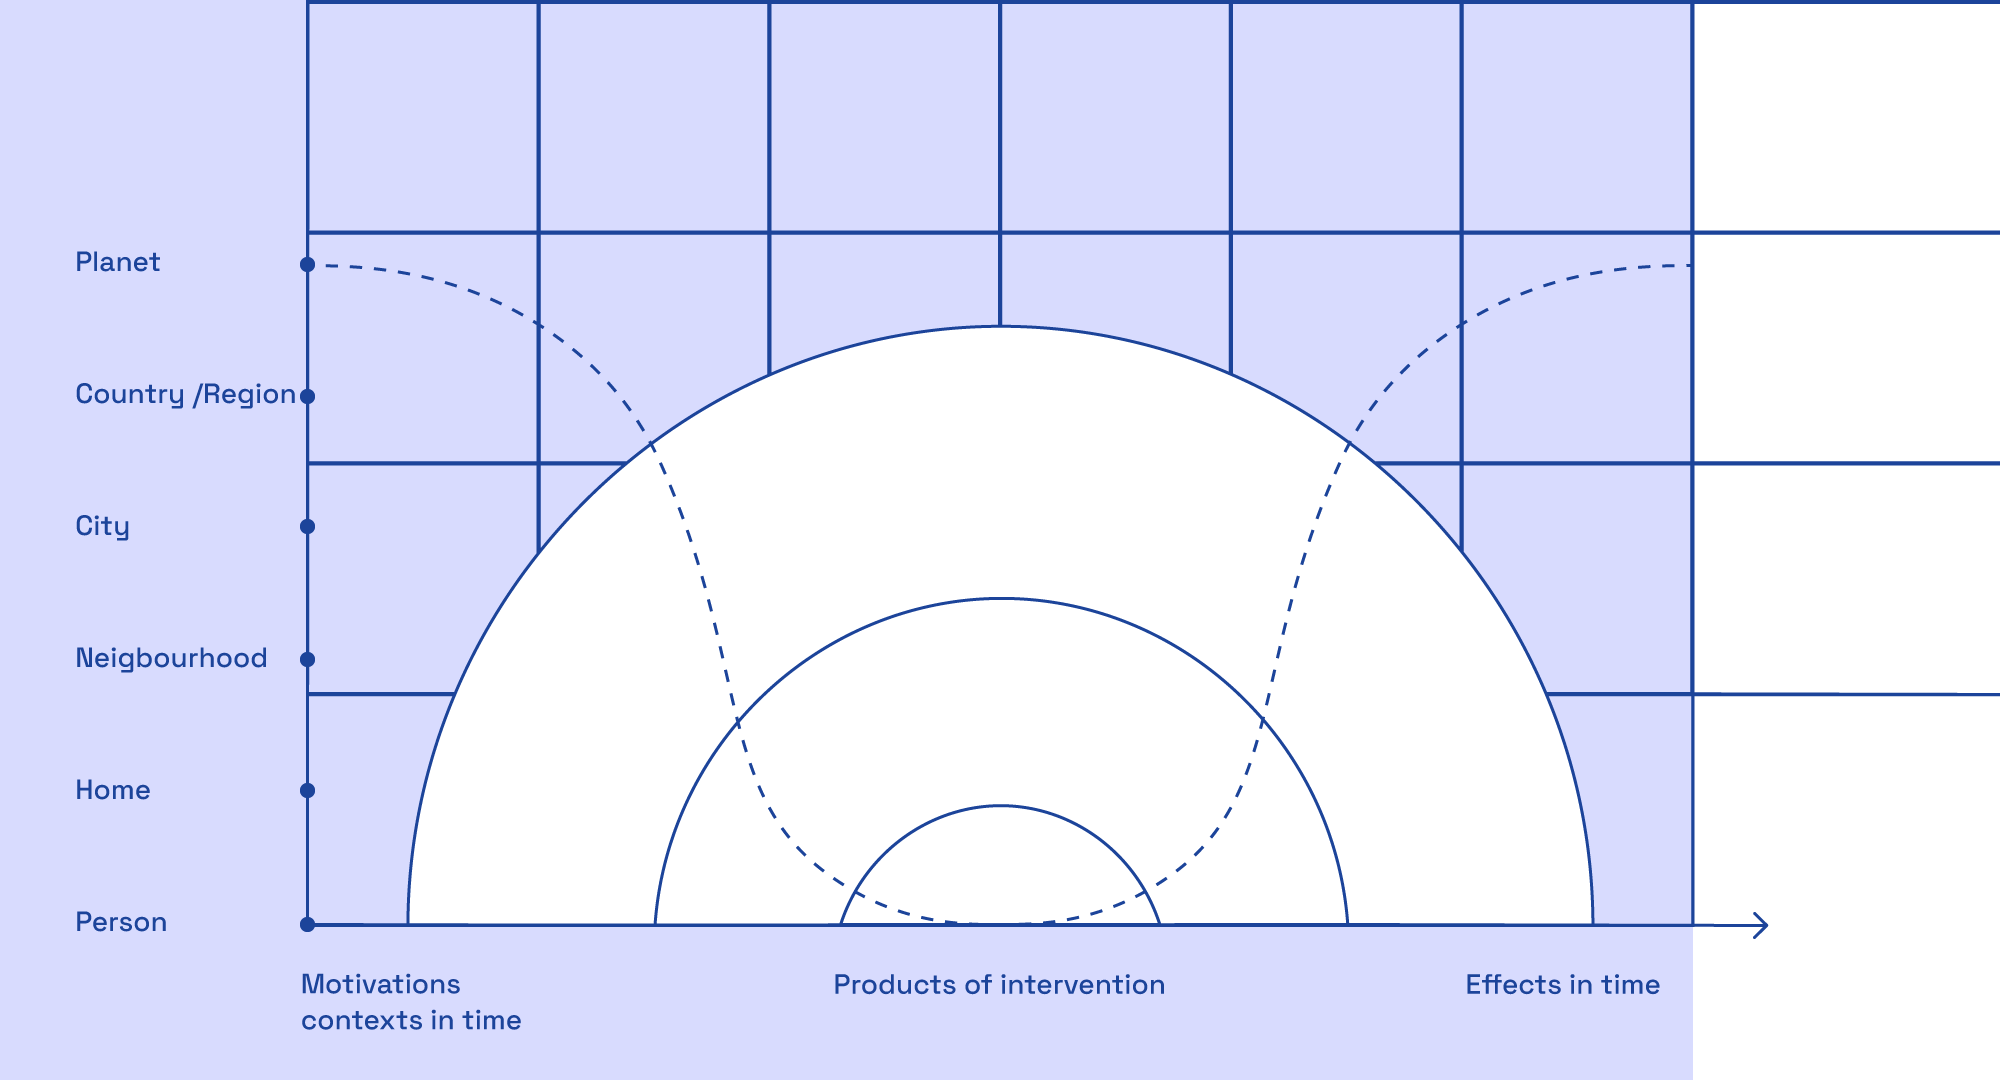 Planet
Country /Region
City
Neigbourhood
Home
Person
Motivations
contexts in time
Products of intervention
Effects in time